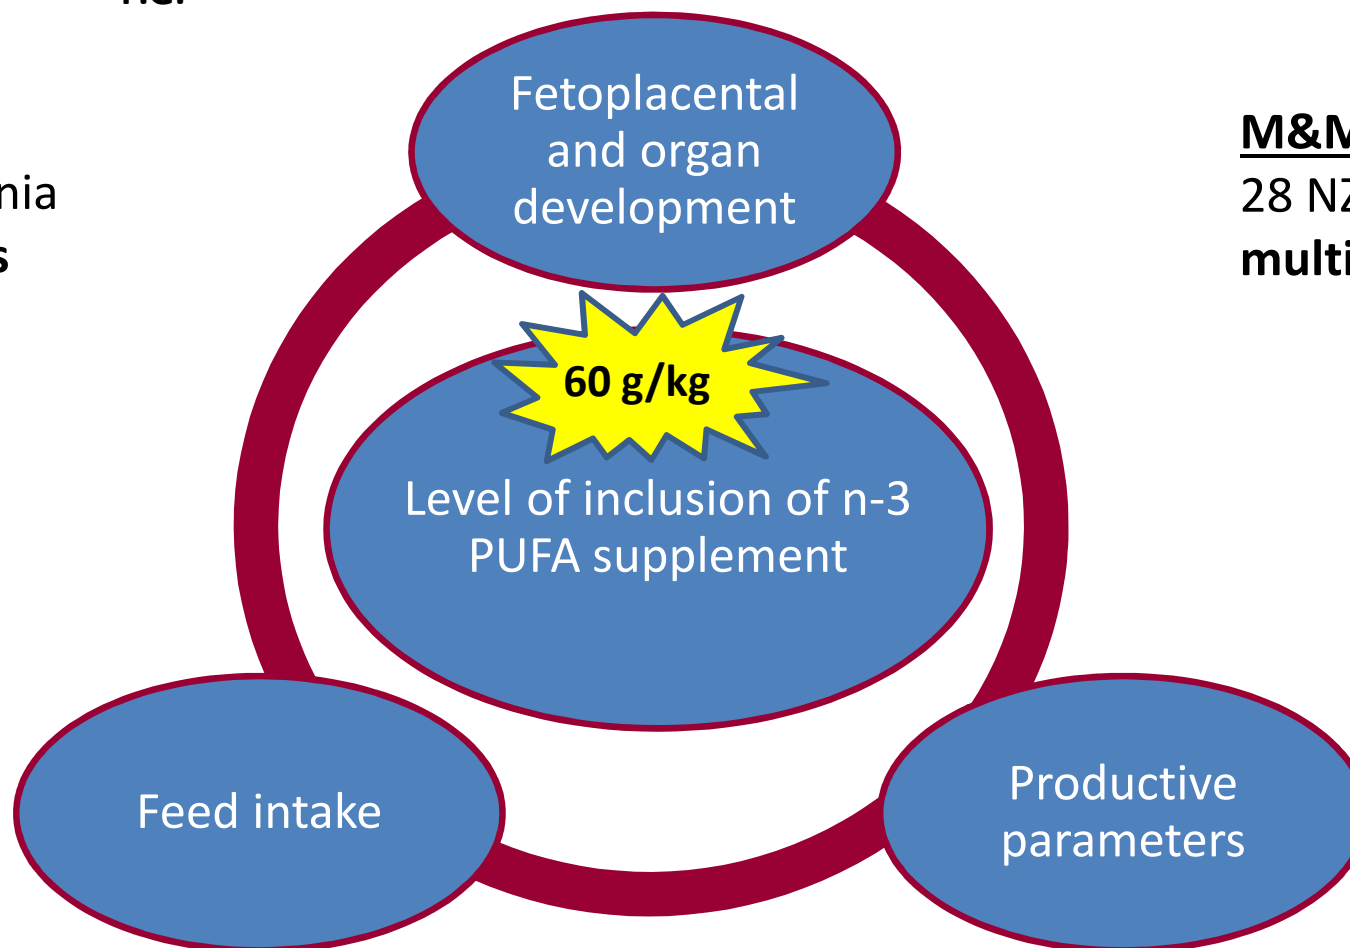 Fetoplacental
and organ
development
M&M
28 NZ
multi
60 g/kg
Level of inclusion of n-3
PUFA supplement
Feed intake
Productive
parameters